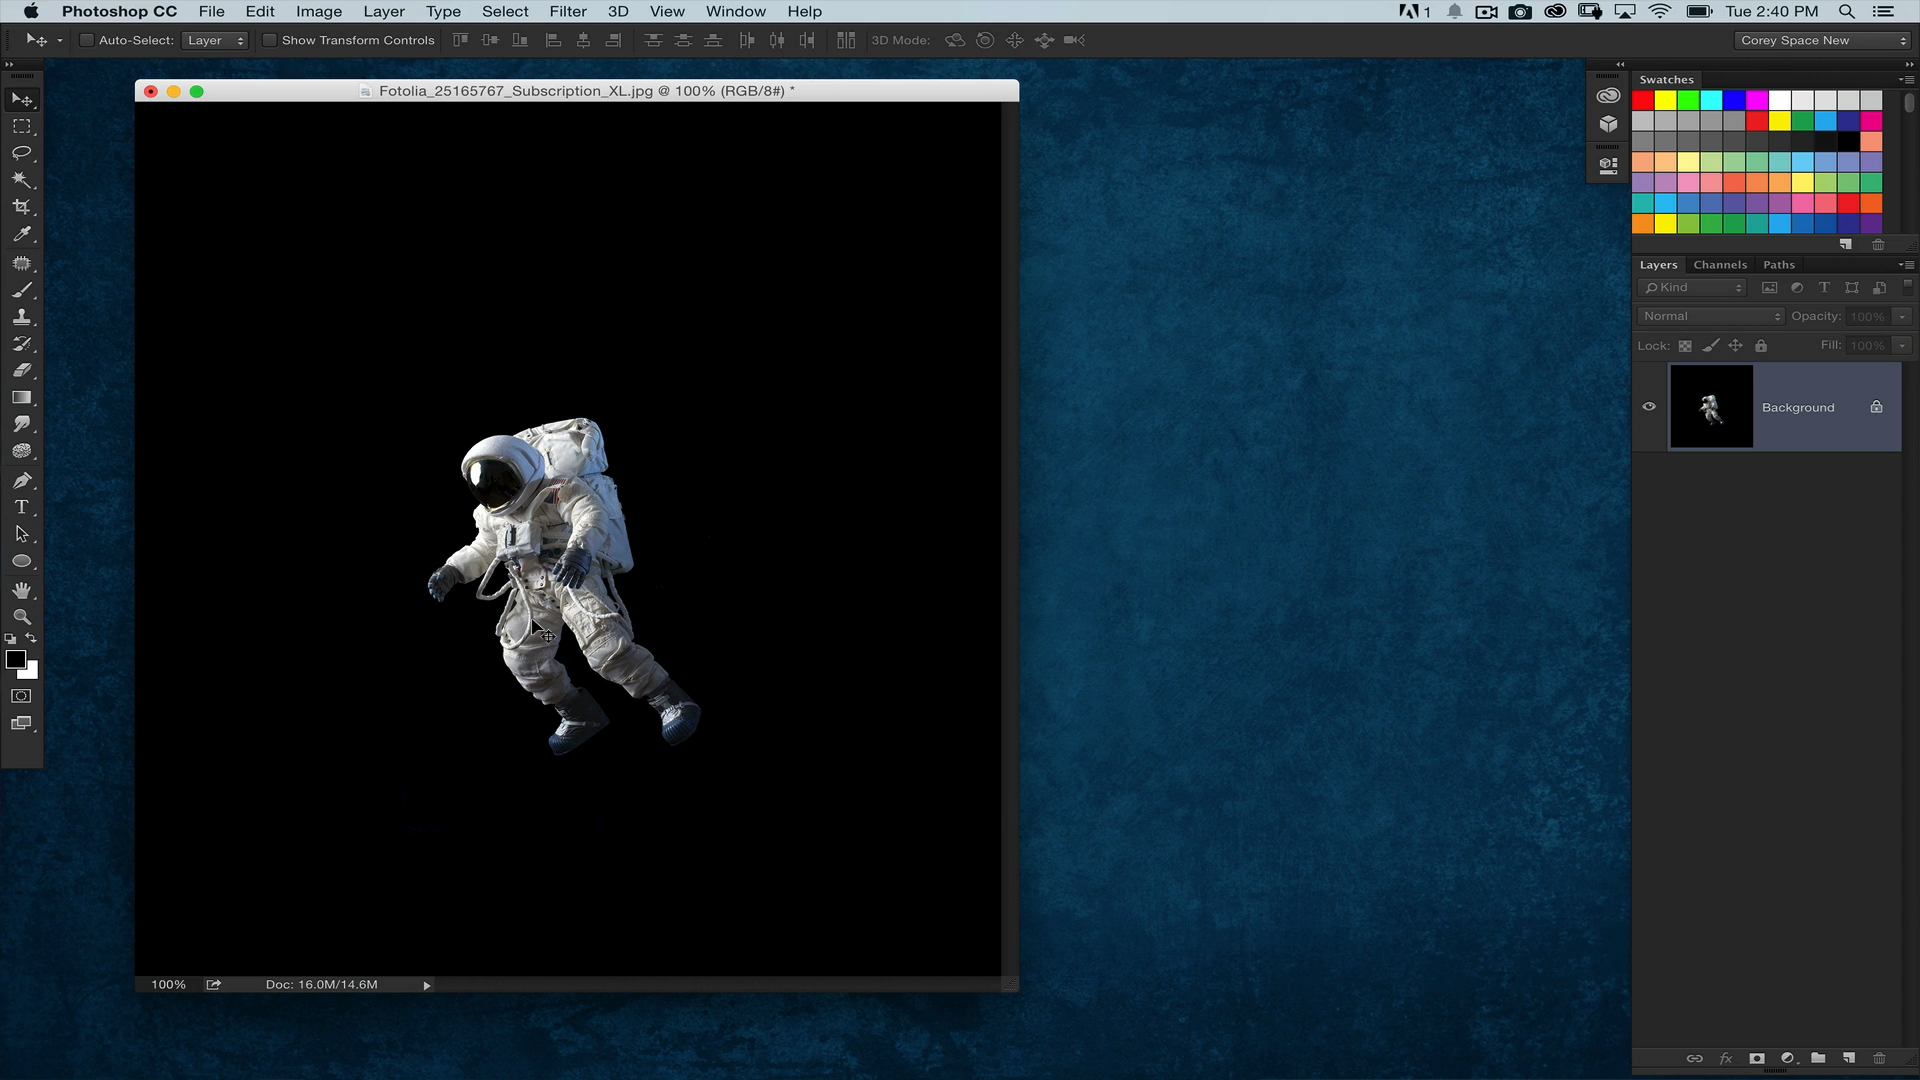 Photoshop CC File Edit Image Layer Type Select Filter 3D View Window Help 1 Tue 2:40 PM
Auto-Select: Layer Show Transform Controls 3D Mode: Corey Space New
Fotolia_25165767_Subscription_XL.jpg @ 100% (RGB/8#) *
Swatches
Layers Channels Paths
Kind
Normal Opacity: 100%
Lock: Fill: 100%
Background
T
100% Doc: 16.0M/14.6M
fx